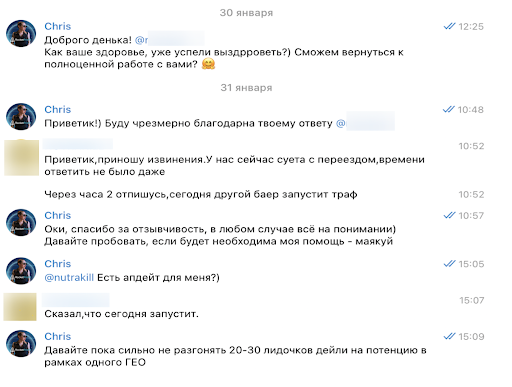 30 января
Chris 12:25
Доброго денька! @r
Как ваше здоровье, уже успели выздрроветь?) Сможем вернуться к
полноценной работе с вами? 🤗
31 января
Chris 10:48
Приветик!) Буду чрезмерно благодарна твоему ответу @
10:52
Приветик,приношу извинения.У нас сейчас суета с переездом,времени
ответить не было даже
Через часа 2 отпишусь,сегодня другой баер запустит траф 10:52
Chris 10:57
Оки, спасибо за отзывчивость, в любом случае всё на понимании)
Давайте пробовать, если будет необходима моя помощь - маякуй
Chris 15:05
@nutrakill Есть апдейт для меня?)
15:07
Сказал,что сегодня запустит.
Chris 15:09
Давайте пока сильно не разгонять 20-30 лидочков дейли на потенцию в
рамках одного ГЕО